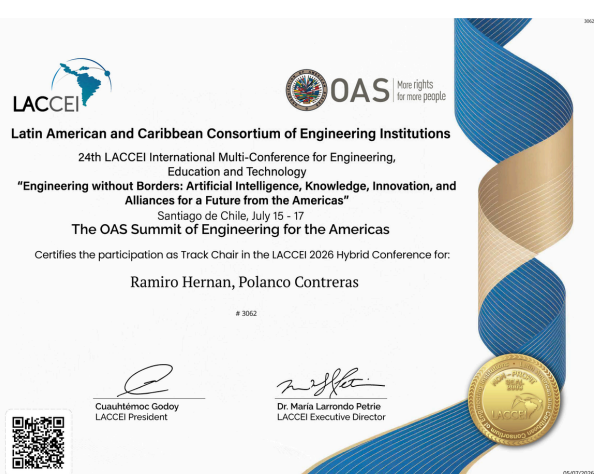 3062
LACCEI
OAS
More rights
for more people
Latin American and Caribbean Consortium of Engineering Institutions
24th LACCEI International Multi-Conference for Engineering,
Education and Technology
"Engineering without Borders: Artificial Intelligence, Knowledge, Innovation, and
Alliances for a Future from the Americas"
Santiago de Chile, July 15 - 17
The OAS Summit of Engineering for the Americas
Certifies the participation as Track Chair in the LACCEI 2026 Hybrid Conference for:
Ramiro Hernan, Polanco Contreras
# 3062
Cuauhtémoc Godoy
LACCEI President
Dr. María Larrondo Petrie
LACCEI Executive Director
NON-PROFIT
SEAL
LACCEI
05/07/2026